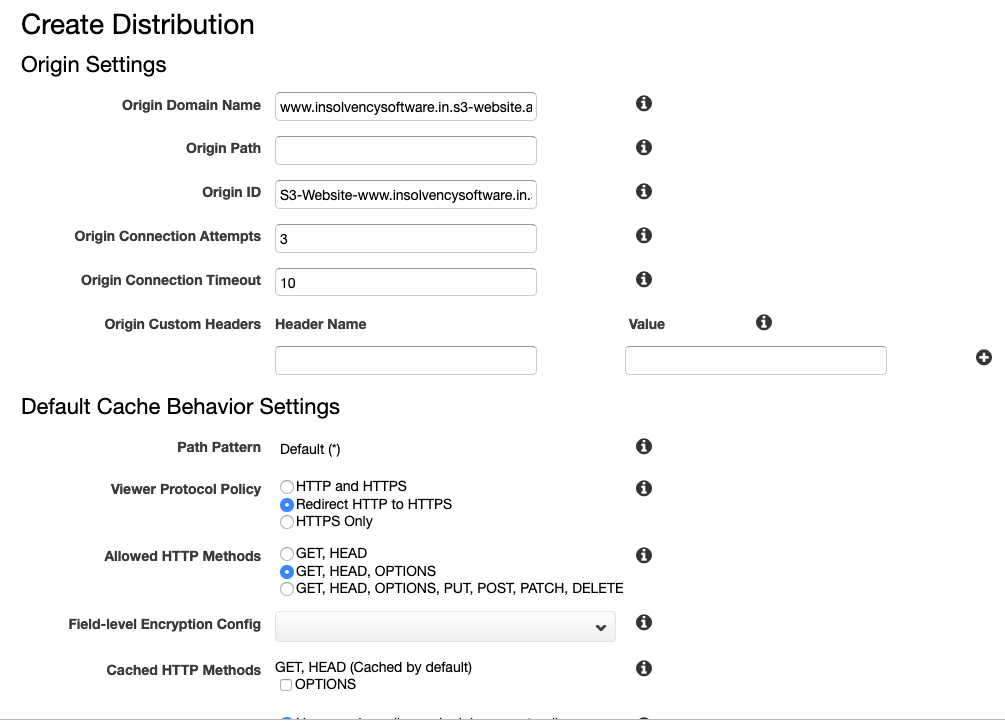 Create Distribution
Origin Settings
Origin Domain Name www.insolvencysoftware.in.s3-website.a
Origin Path
Origin ID S3-Website-www.insolvencysoftware.in.
Origin Connection Attempts 3
Origin Connection Timeout 10
Origin Custom Headers Header Name Value
Default Cache Behavior Settings
Path Pattern Default (*)
Viewer Protocol Policy HTTP and HTTPS
Redirect HTTP to HTTPS
HTTPS Only
Allowed HTTP Methods GET, HEAD
GET, HEAD, OPTIONS
GET, HEAD, OPTIONS, PUT, POST, PATCH, DELETE
Field-level Encryption Config
Cached HTTP Methods GET, HEAD (Cached by default)
OPTIONS